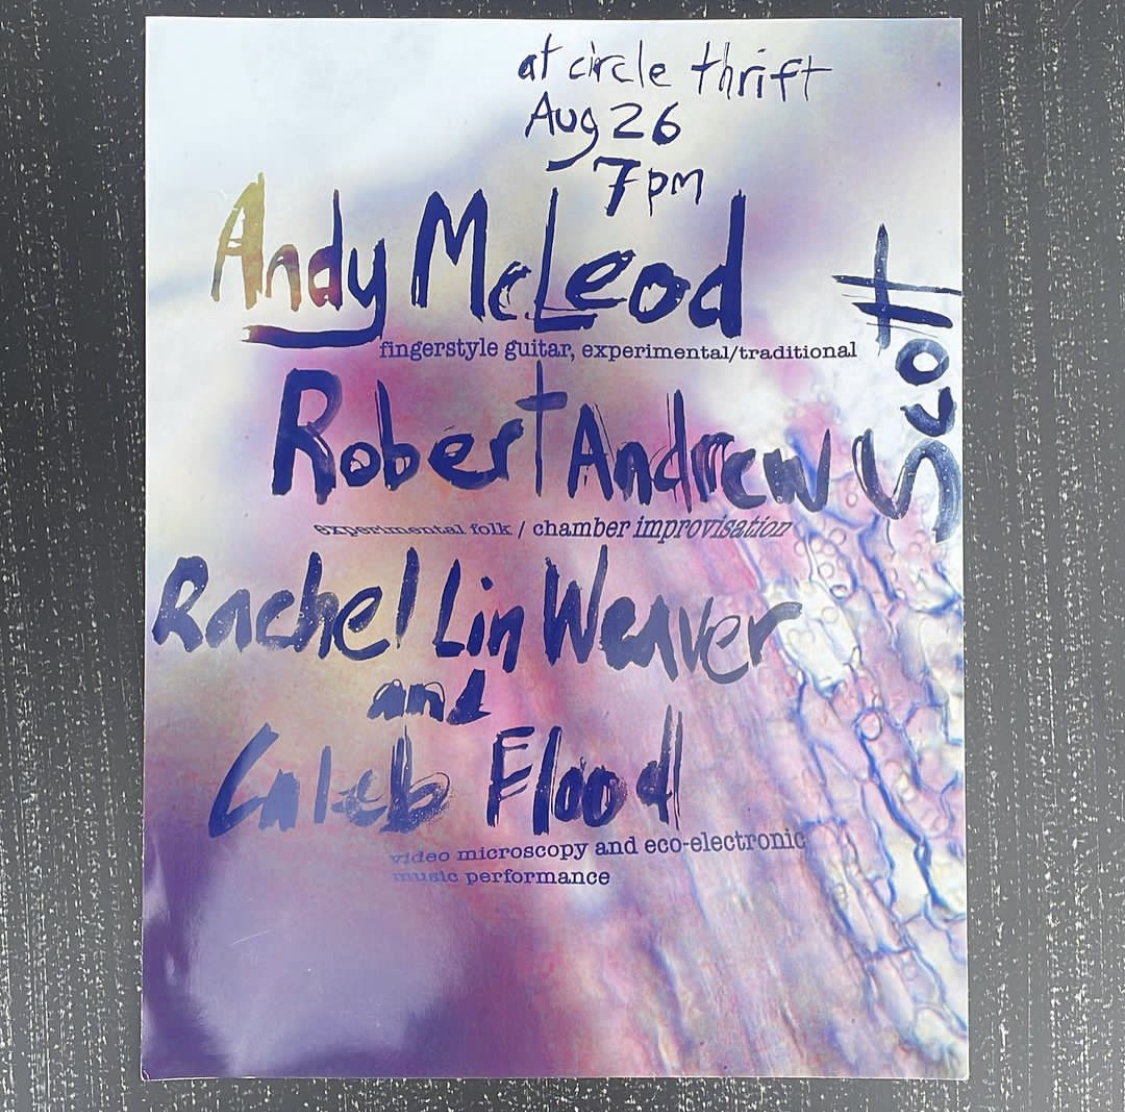 at circle thrift
Aug 26
7pm
Andy McLeod
fingerstyle guitar, experimental/traditional
Robert Andrew Scott
experimental folk / chamber improvisation
Rachel Lin Weaver
and
Caleb Flood
video microscopy and eco-electronic
music performance